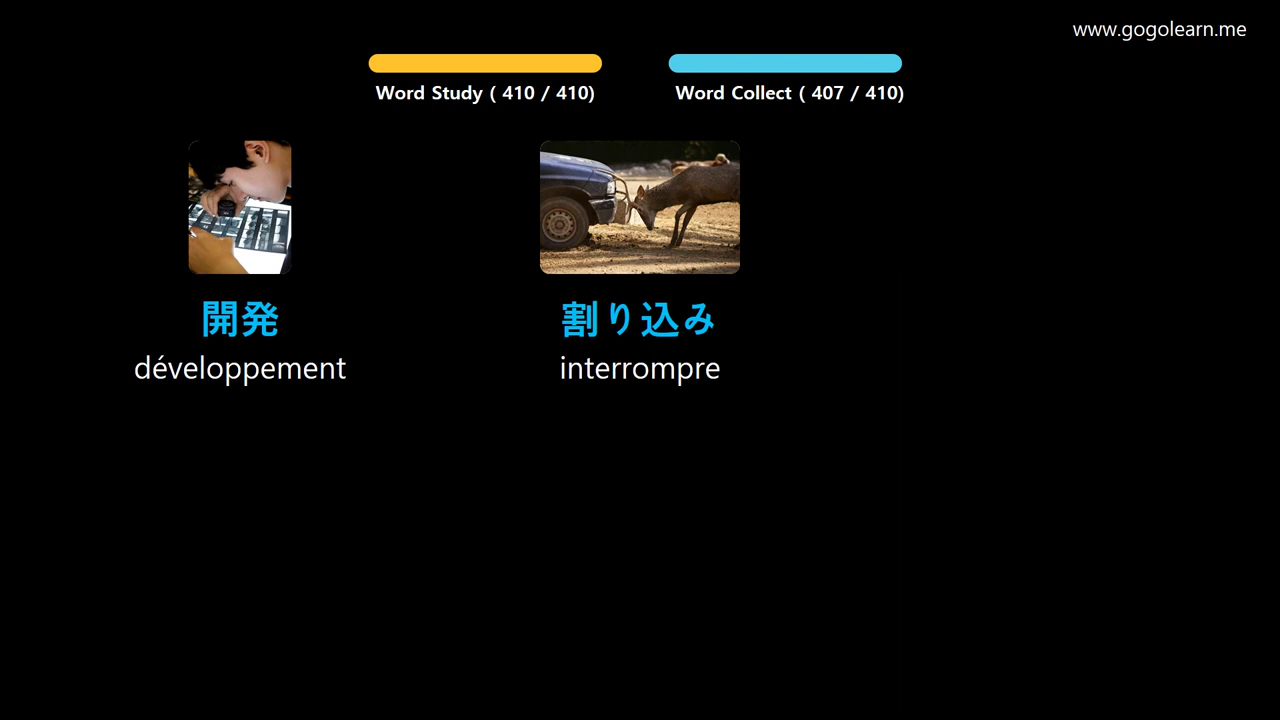 www.gogolearn.me
Word Study ( 410 / 410)
Word Collect ( 407 / 410)
開発
割り込み
développement
interrompre